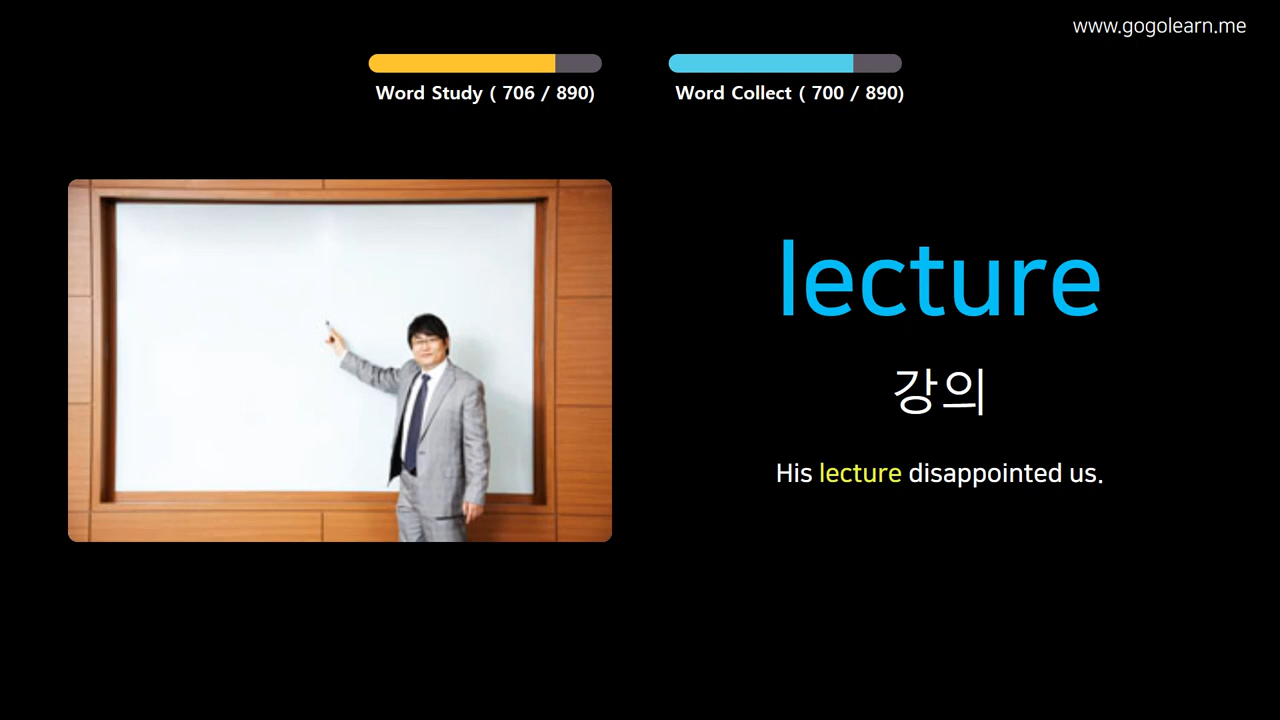 www.gogolearn.me
Word Study ( 706 / 890)
Word Collect ( 700 / 890)
lecture
강의
His lecture disappointed us.